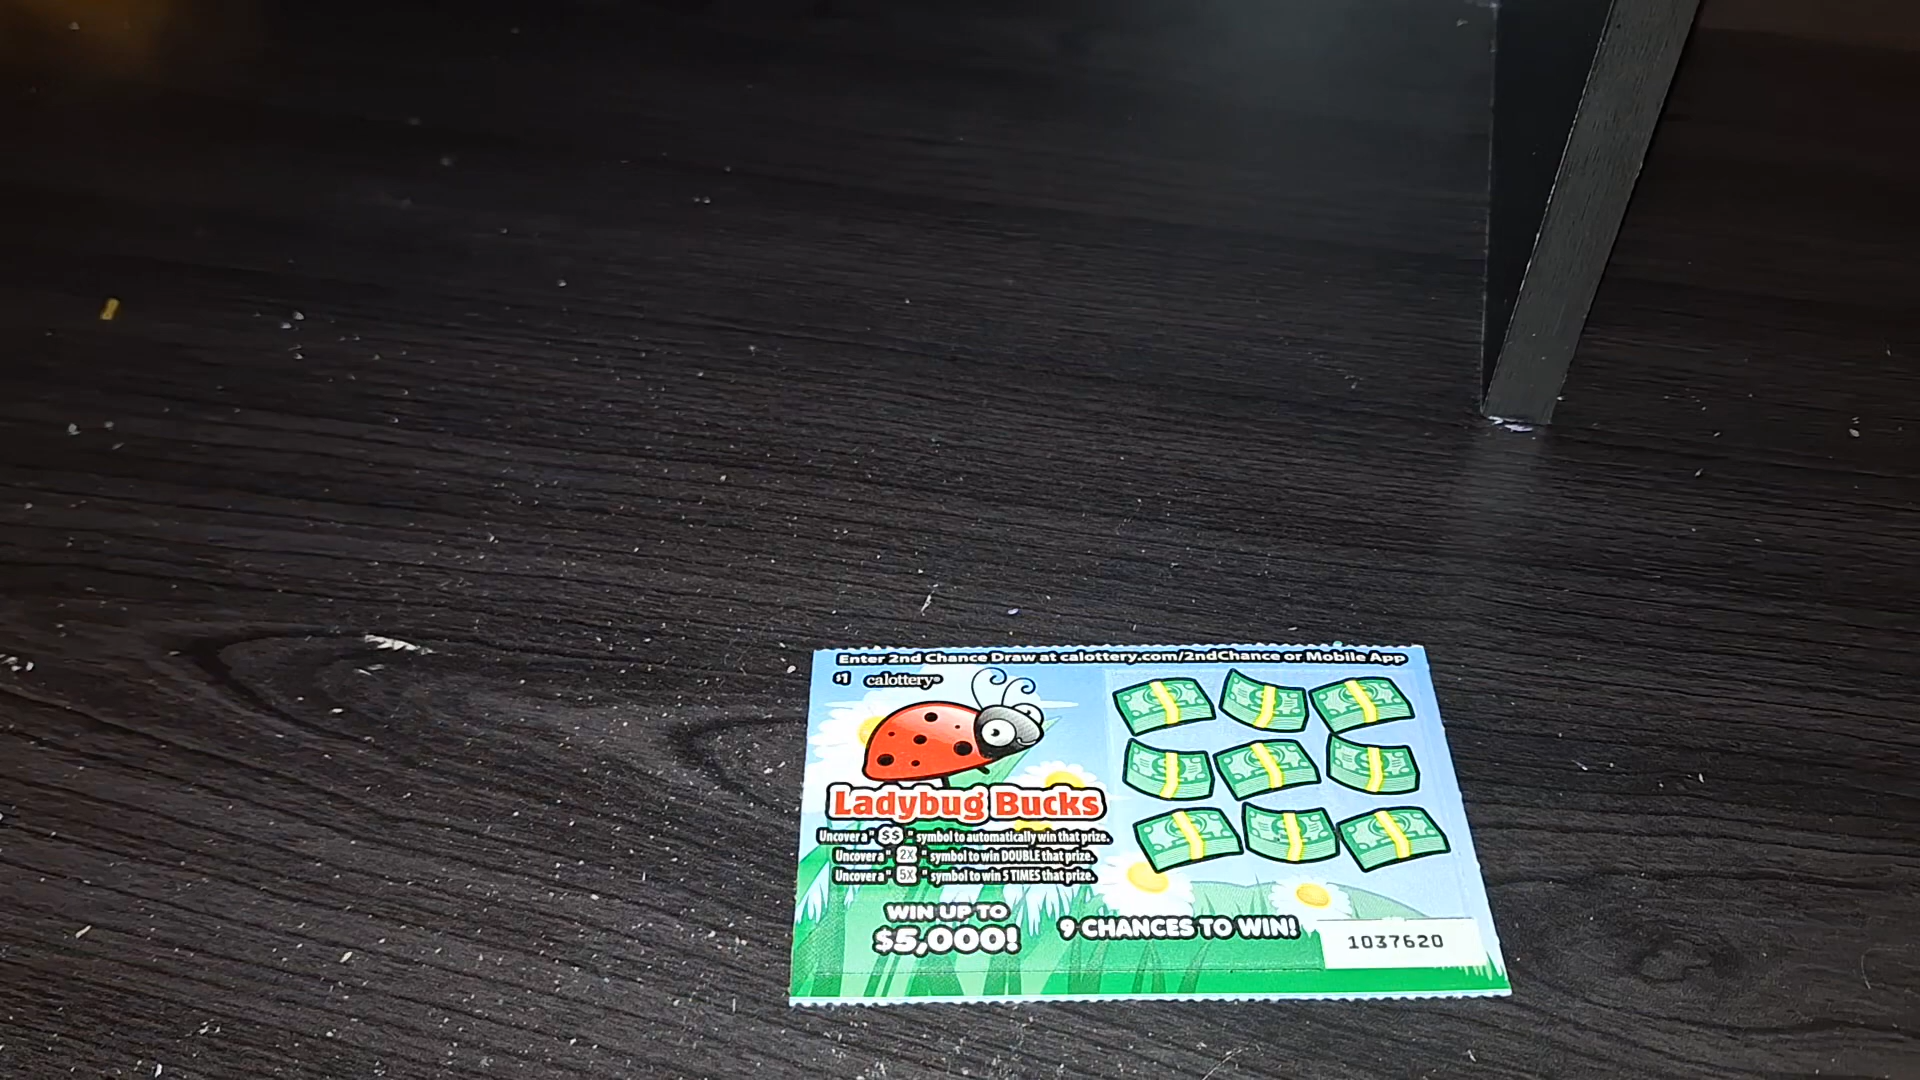 Enter 2nd Chance Draw at calottery.com/2ndChance or Mobile App
$1 calottery®
Ladybug Bucks
Uncover a " $$ " symbol to automatically win that prize.
Uncover a " 2X " symbol to win DOUBLE that prize.
Uncover a " 5X " symbol to win 5 TIMES that prize.
WIN UP TO
$5,000!
9 CHANCES TO WIN!
1037620